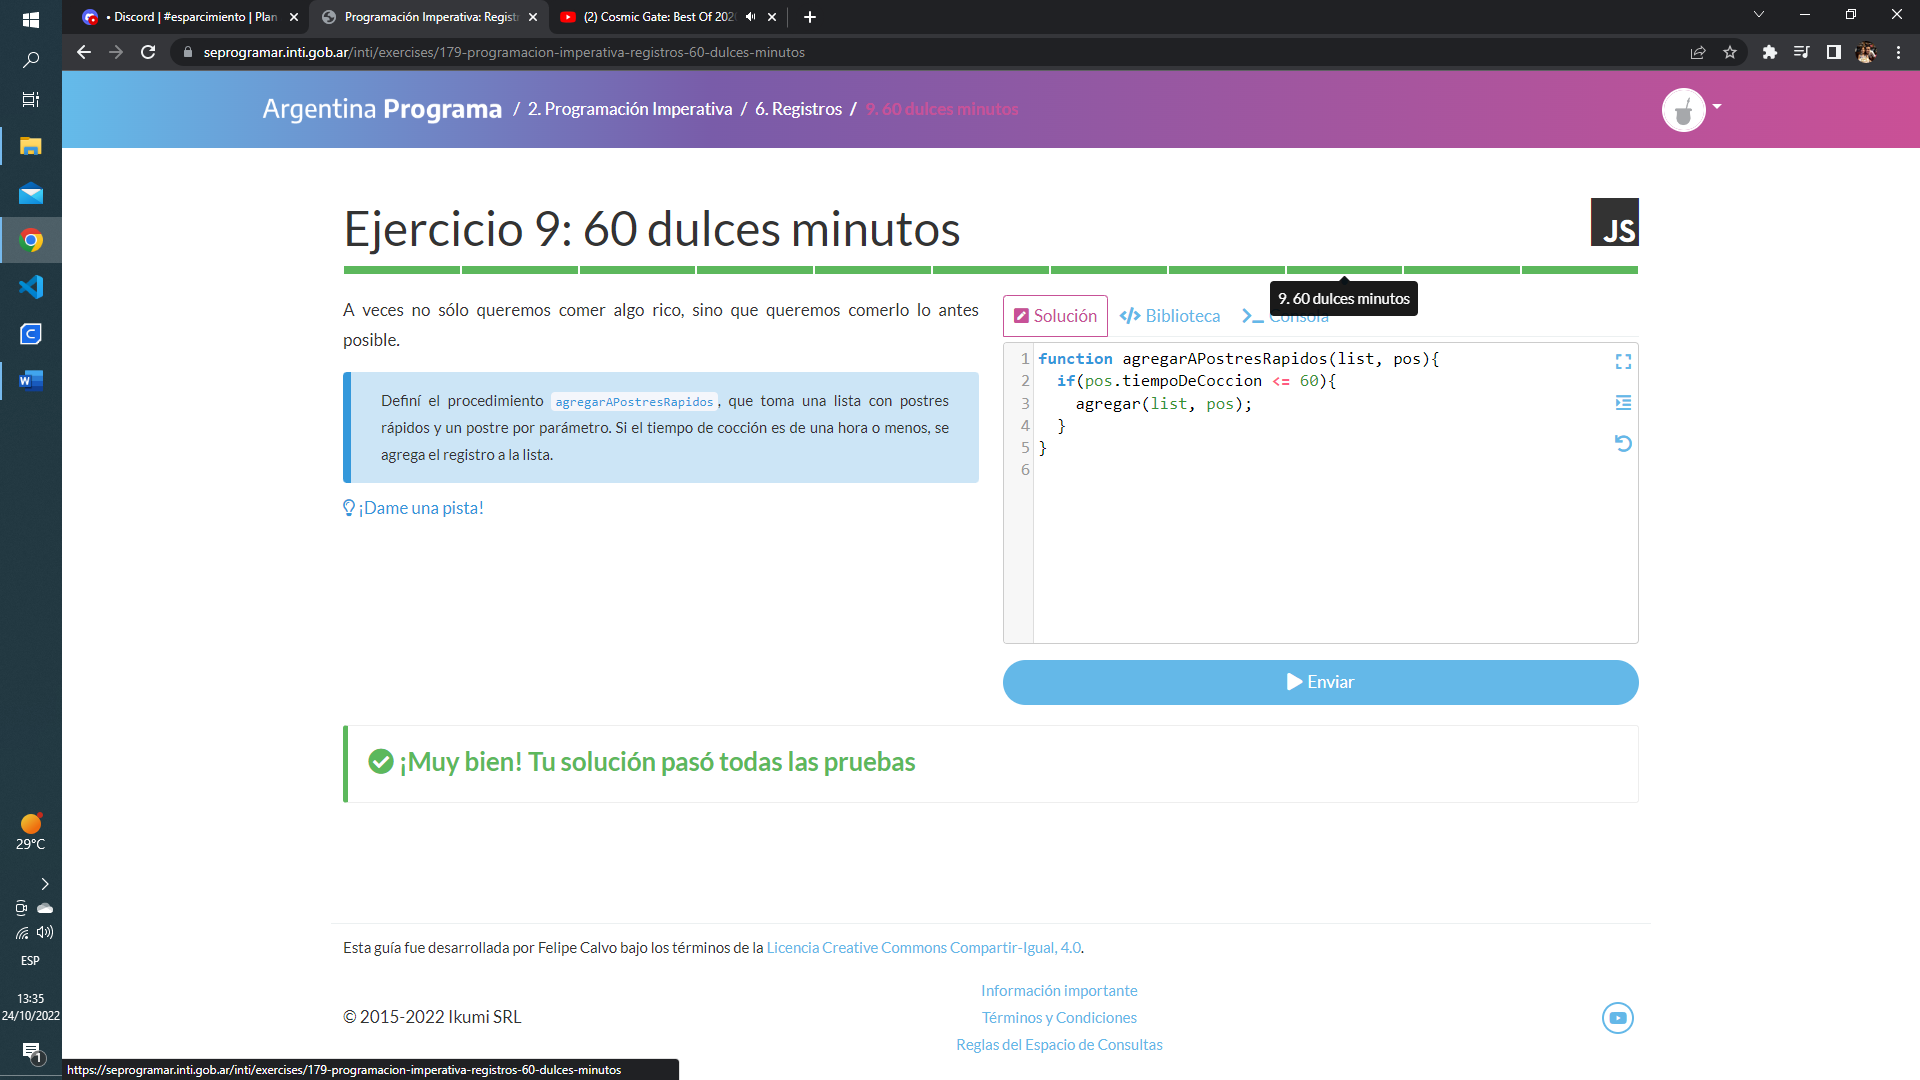 • Discord | #esparcimiento | Plan
Programación Imperativa: Registr
(2) Cosmic Gate: Best Of 202
seprogramar.inti.gob.ar/inti/exercises/179-programacion-imperativa-registros-60-dulces-minutos
Argentina Programa / 2. Programación Imperativa / 6. Registros / 9. 60 dulces minutos
Ejercicio 9: 60 dulces minutos
JS
9. 60 dulces minutos
A veces no sólo queremos comer algo rico, sino que queremos comerlo lo antes
posible.
Definí el procedimiento agregarAPostresRapidos, que toma una lista con postres
rápidos y un postre por parámetro. Si el tiempo de cocción es de una hora o menos, se
agrega el registro a la lista.
¡Dame una pista!
Solución
Biblioteca
Consola
1 function agregarAPostresRapidos(list, pos){
2 if(pos.tiempoDeCoccion <= 60){
3 agregar(list, pos);
4 }
5 }
6
Enviar
¡Muy bien! Tu solución pasó todas las pruebas
Esta guía fue desarrollada por Felipe Calvo bajo los términos de la Licencia Creative Commons Compartir-Igual, 4.0.
© 2015-2022 Ikumi SRL
Información importante
Términos y Condiciones
Reglas del Espacio de Consultas
29°C
ESP
13:35
24/10/2022
1
https://seprogramar.inti.gob.ar/inti/exercises/179-programacion-imperativa-registros-60-dulces-minutos